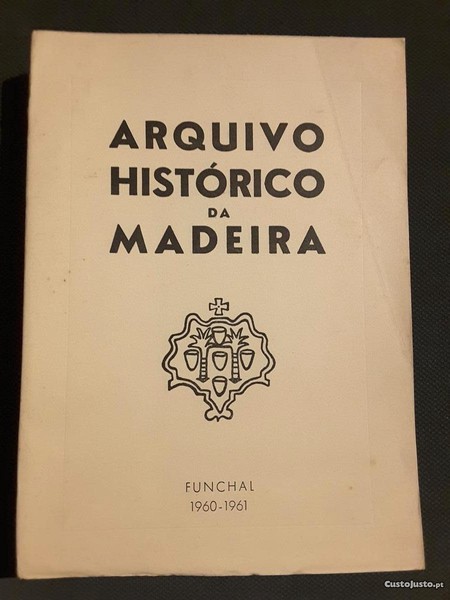 ARQUIVO
HISTÓRICO
DA
MADEIRA
FUNCHAL
1960-1961
CustoJusto.pt